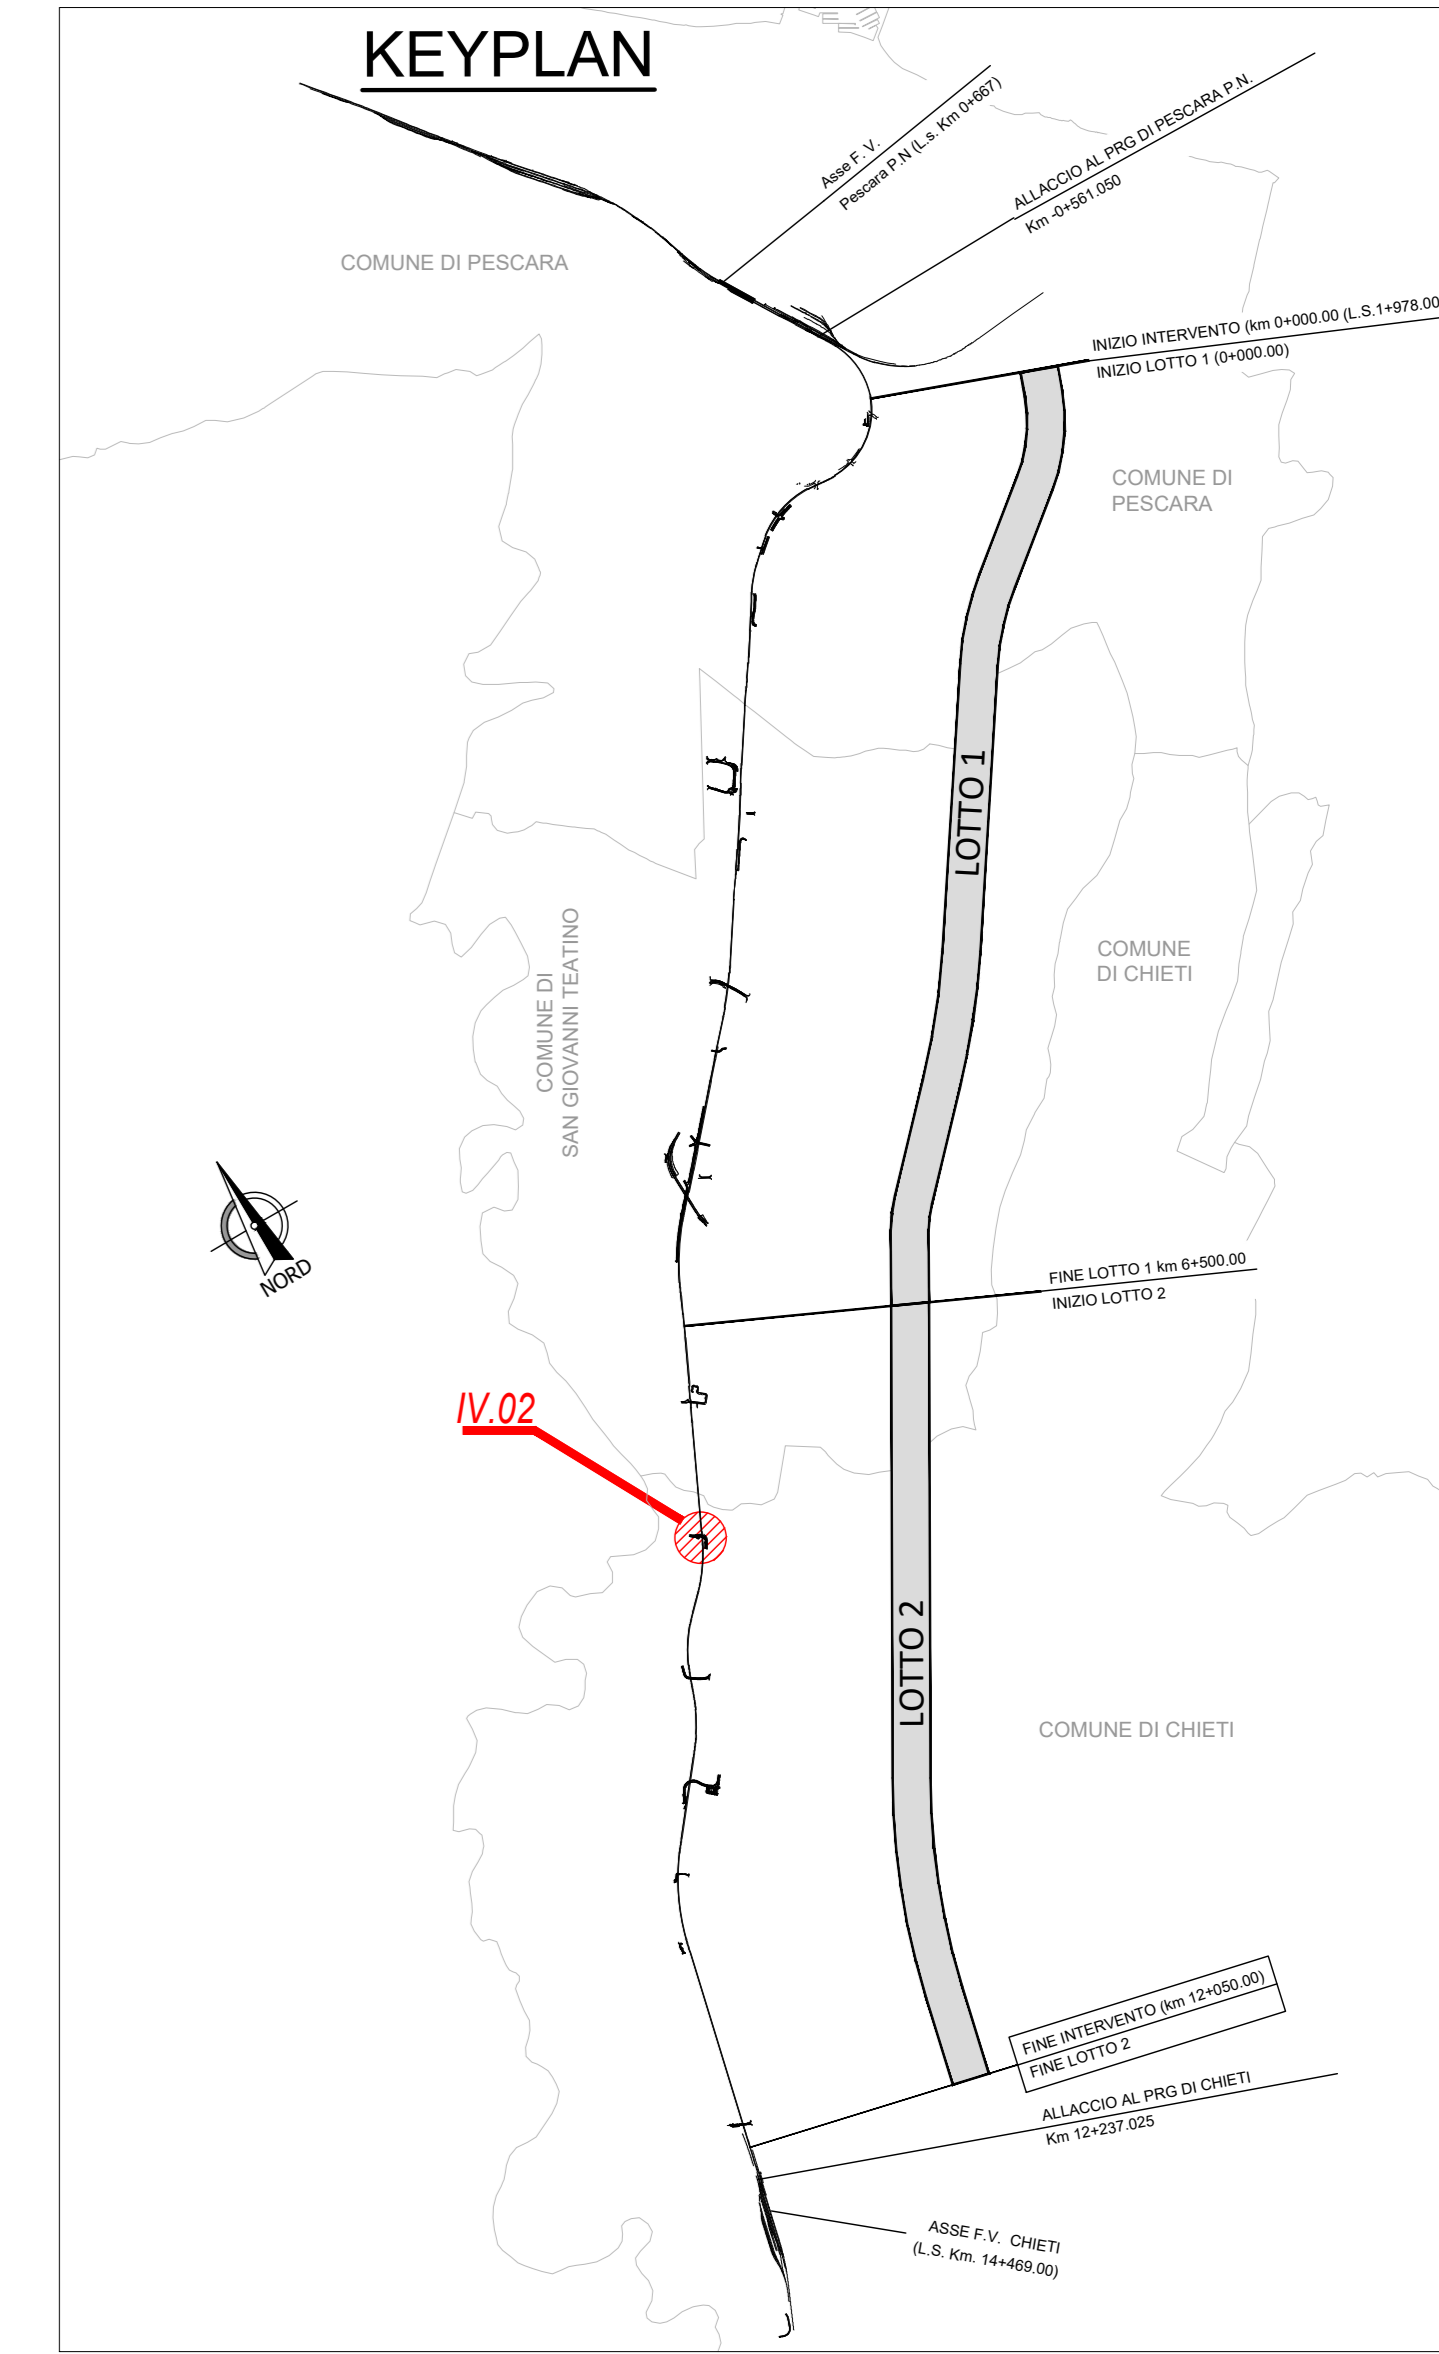 KEYPLAN
Asse F. V.
Pescara P.N (L.s. Km 0+667)
ALLACCIO AL PRG DI PESCARA P.N.
Km -0+561.050
COMUNE DI PESCARA
INIZIO INTERVENTO (km 0+000.00 (L.S.1+978.00
INIZIO LOTTO 1 (0+000.00)
COMUNE DI
PESCARA
LOTTO 1
COMUNE DI
SAN GIOVANNI TEATINO
COMUNE
DI CHIETI
NORD
FINE LOTTO 1 km 6+500.00
INIZIO LOTTO 2
IV.02
LOTTO 2
COMUNE DI CHIETI
FINE INTERVENTO (km 12+050.00)
FINE LOTTO 2
ALLACCIO AL PRG DI CHIETI
Km 12+237.025
ASSE F.V. CHIETI
(L.S. Km. 14+469.00)